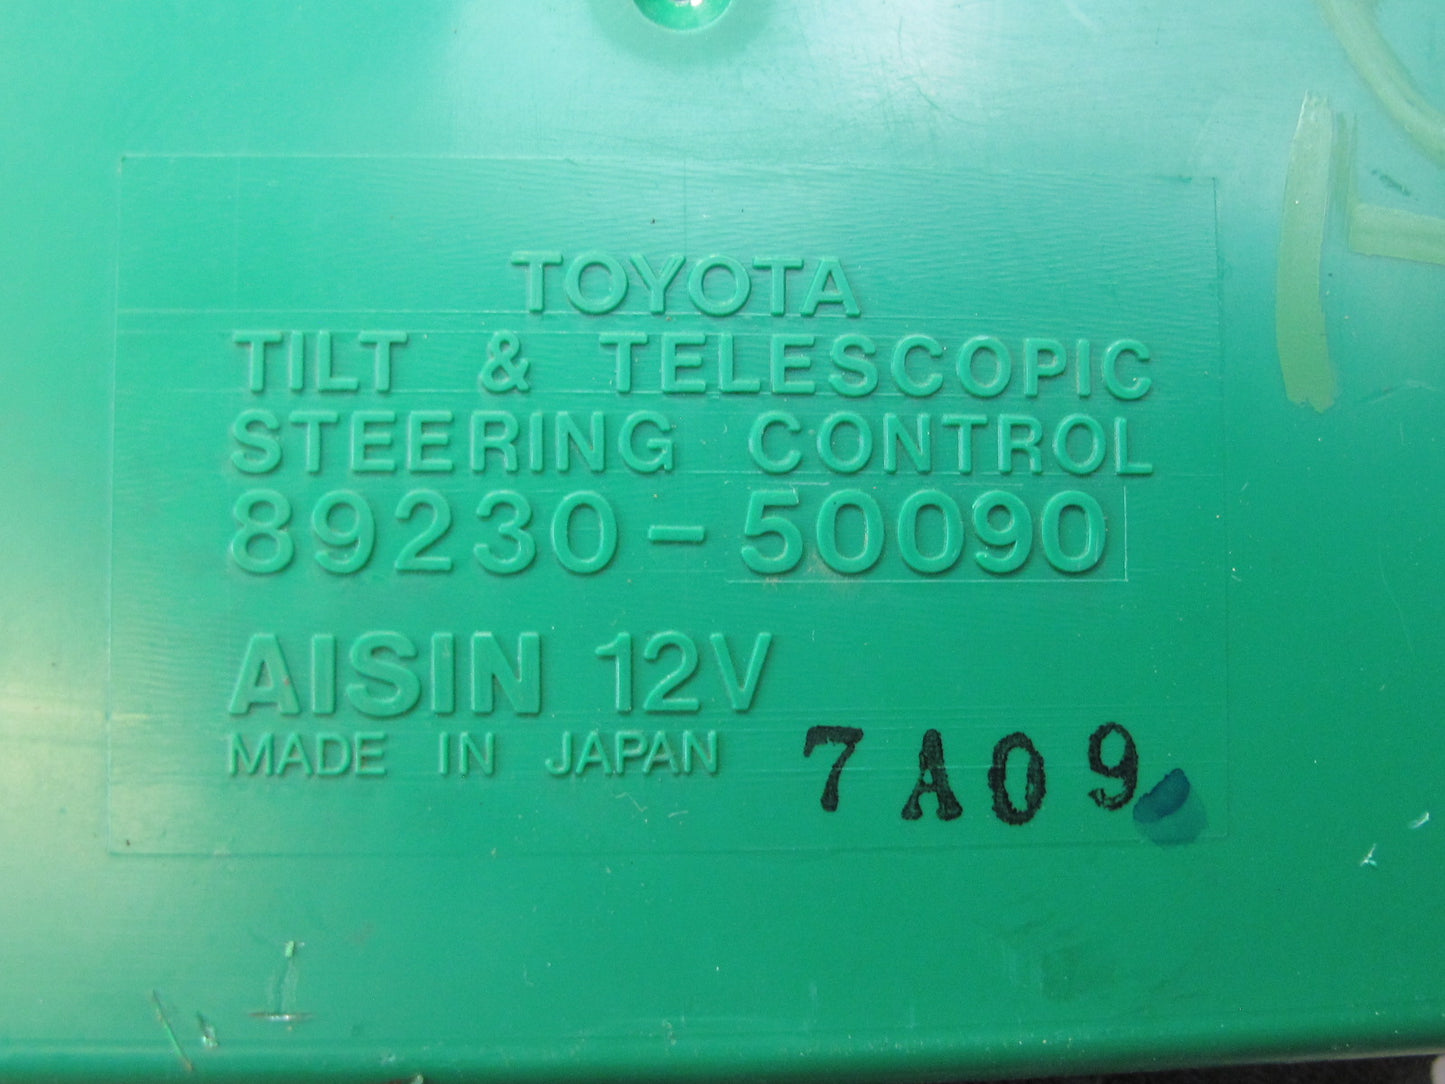 TOYOTA
TILT & TELESCOPIC
STEERING CONTROL
89230-50090
AISIN 12V
MADE IN JAPAN 7A09